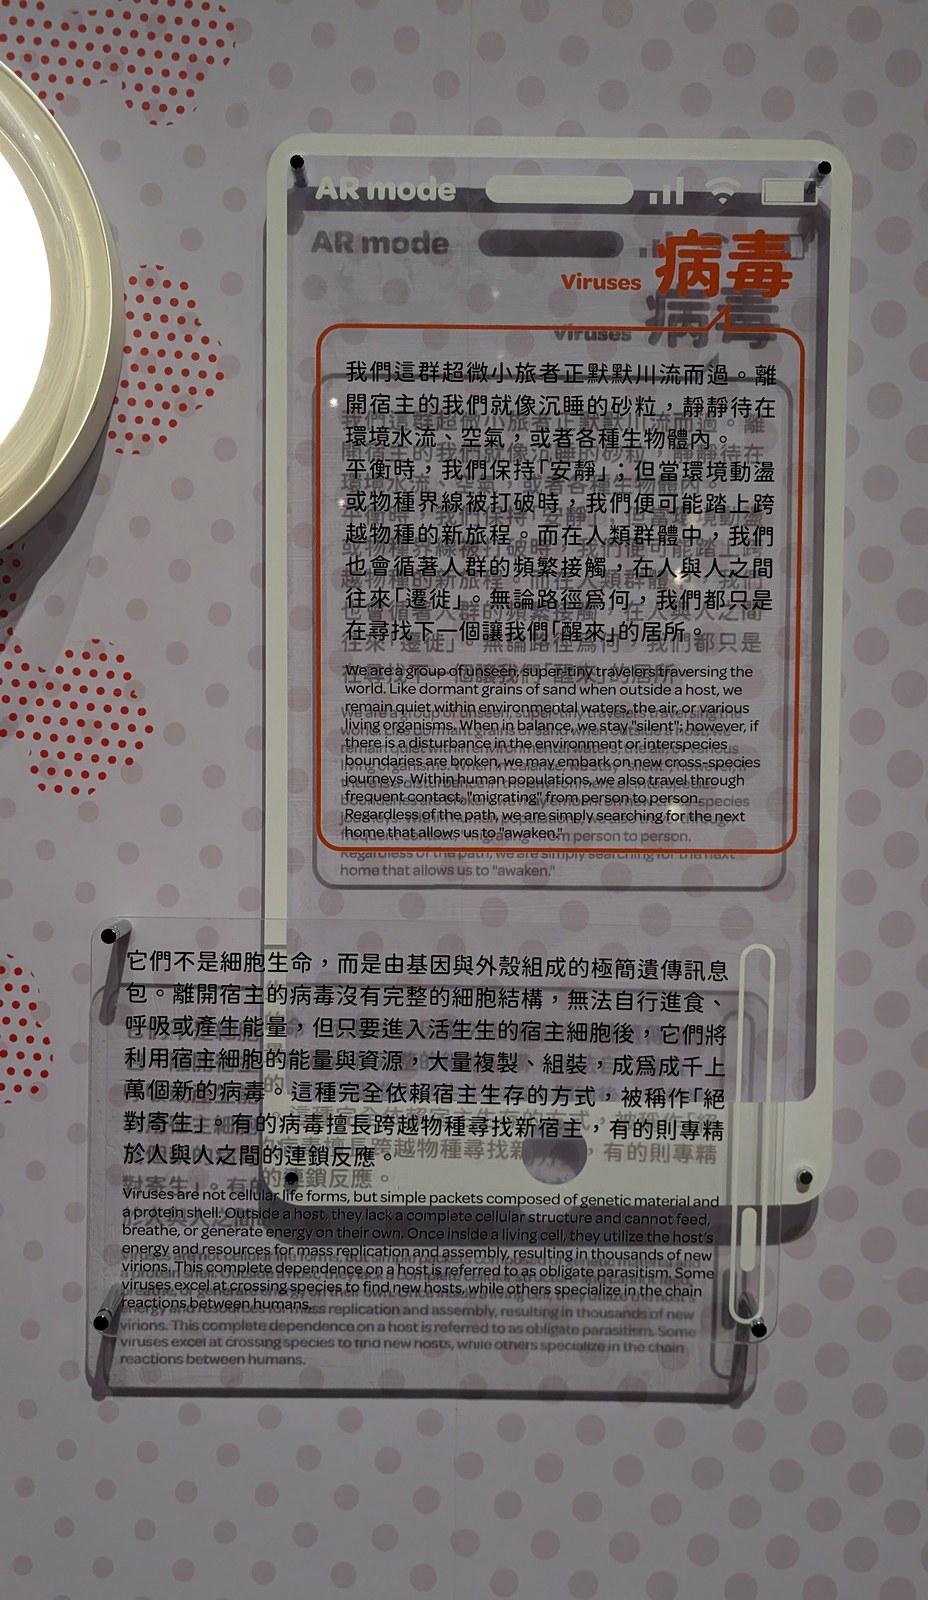 AR mode
Viruses 病毒
我們這群超微小旅者正默默川流而過。離
開宿主的我們就像沉睡的砂粒，靜靜待在
環境水流、空氣，或者各種生物體內。
平衡時，我們保持「安靜」；但當環境動盪
或物種界線被打破時，我們便可能踏上跨
越物種的新旅程。而在人類群體中，我們
也會循著人群的頻繁接觸，在人與人之間
往來「遷徙」。無論路徑為何，我們都只是
在尋找下一個讓我們「醒來」的居所。
We are a group of unseen, super-tiny travelers traversing the
world. Like dormant grains of sand when outside a host, we
remain quiet within environmental waters, the air, or various
living organisms. When in balance, we stay "silent"; however, if
there is a disturbance in the environment or interspecies
boundaries are broken, we may embark on new cross-species
journeys. Within human populations, we also travel through
frequent contact, "migrating" from person to person.
Regardless of the path, we are simply searching for the next
home that allows us to "awaken."
它們不是細胞生命，而是由基因與外殼組成的極簡遺傳訊息
包。離開宿主的病毒沒有完整的細胞結構，無法自行進食、
呼吸或產生能量，但只要進入活生生的宿主細胞後，它們將
利用宿主細胞的能量與資源，大量複製、組裝，成為成千上
萬個新的病毒。這種完全依賴宿主生存的方式，被稱作「絕
對寄生」。有的病毒擅長跨越物種尋找新宿主，有的則專精
於人與人之間的連鎖反應。
Viruses are not cellular life forms, but simple packets composed of genetic material and
a protein shell. Outside a host, they lack a complete cellular structure and cannot feed,
breathe, or generate energy on their own. Once inside a living cell, they utilize the host's
energy and resources for mass replication and assembly, resulting in thousands of new
virions. This complete dependence on a host is referred to as obligate parasitism. Some
viruses excel at crossing species to find new hosts, while others specialize in the chain
reactions between humans.